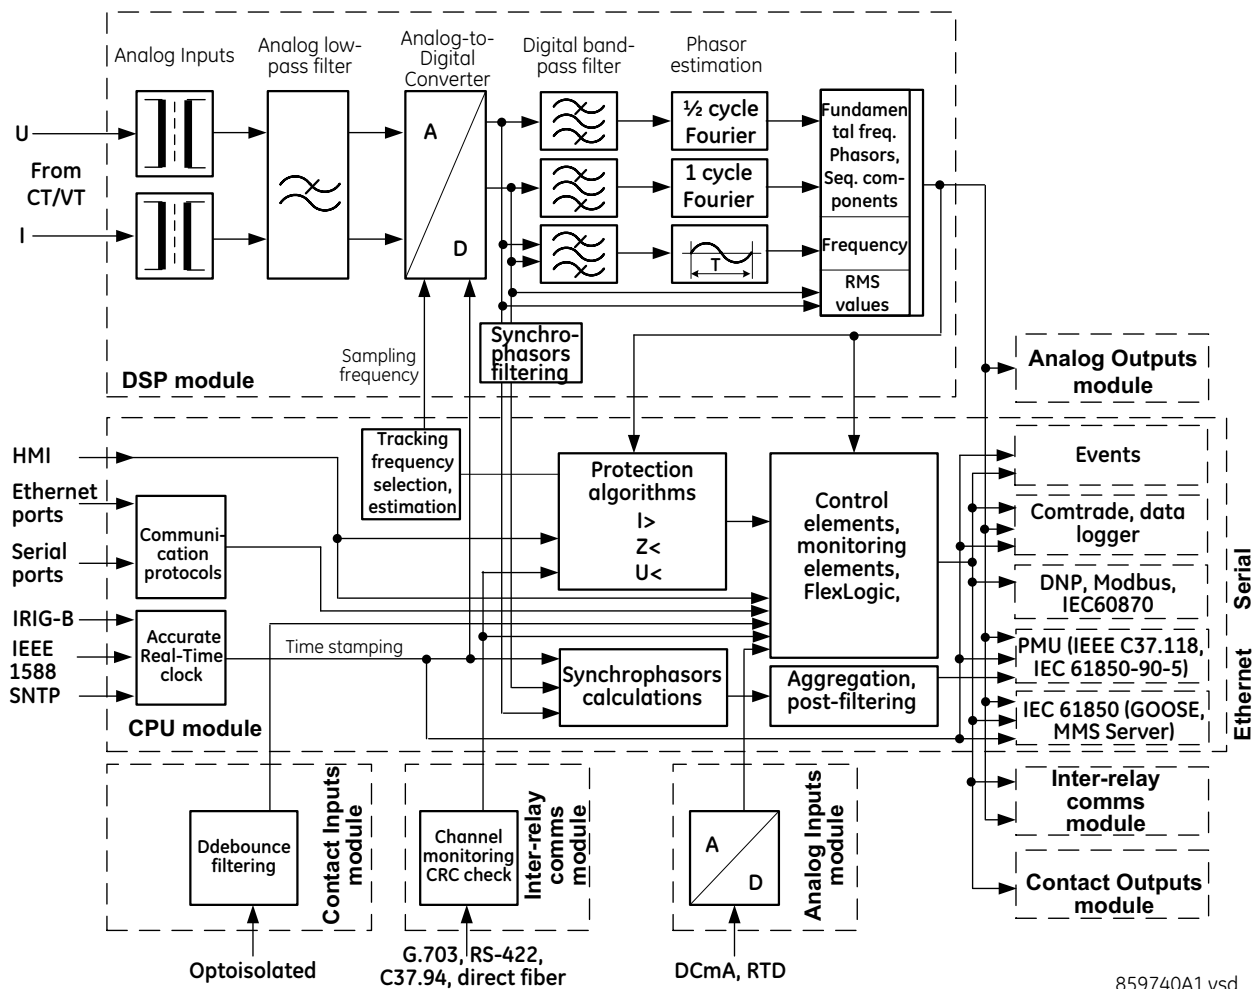 Analog Inputs
Analog low-
pass filter
Analog-to-
Digital
Converter
Digital band-
pass filter
Phasor
estimation
U
From
CT/VT
I
A
D
½ cycle
Fourier
1 cycle
Fourier
T
Fundamen
tal freq.
Phasors,
Seq. com-
ponents
Frequency
RMS
values
Synchro-
phasors
filtering
Sampling
frequency
DSP module
Analog Outputs
module
HMI
Ethernet
ports
Serial
ports
IRIG-B
IEEE
1588
SNTP
Communi-
cation
protocols
Accurate
Real-Time
clock
Tracking
frequency
selection,
estimation
Time stamping
Protection
algorithms
I>
Z<
U<
Control
elements,
monitoring
elements,
FlexLogic,
Synchrophasors
calculations
Aggregation,
post-filtering
CPU module
Events
Comtrade, data
logger
DNP, Modbus,
IEC60870
PMU (IEEE C37.118,
IEC 61850-90-5)
IEC 61850 (GOOSE,
MMS Server)
Serial
Ethernet
Inter-relay
comms
module
Contact Outputs
module
Ddebounce
filtering
Contact Inputs
module
Channel
monitoring
CRC check
Inter-relay
comms
module
A
D
Analog Inputs
module
Optoisolated
G.703, RS-422,
C37.94, direct fiber
DCmA, RTD
859740A1.vsd